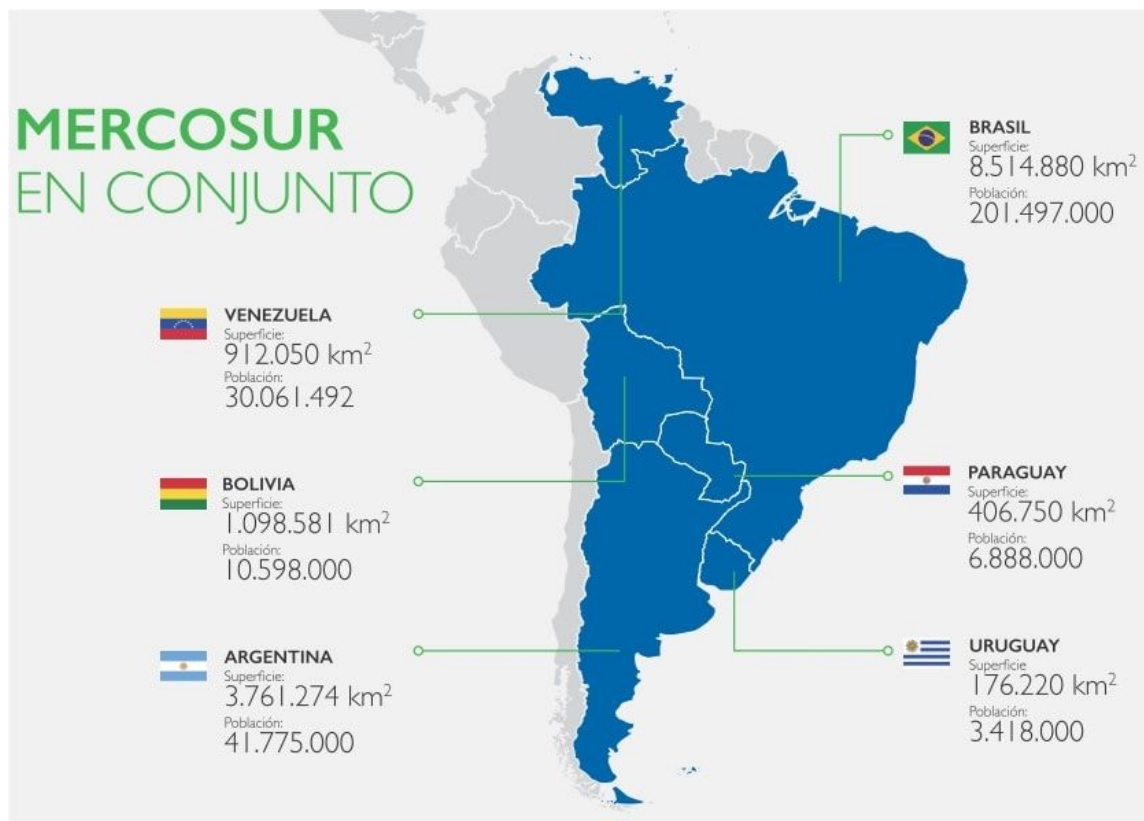 MERCOSUR
EN CONJUNTO
VENEZUELA
Superficie:
912.050 km²
Población:
30.061.492
BOLIVIA
Superficie:
1.098.581 km²
Población:
10.598.000
ARGENTINA
Superficie:
3.761.274 km²
Población:
41.775.000
BRASIL
Superficie:
8.514.880 km²
Población:
201.497.000
PARAGUAY
Superficie:
406.750 km²
Población:
6.888.000
URUGUAY
Superficie
176.220 km²
Población:
3.418.000